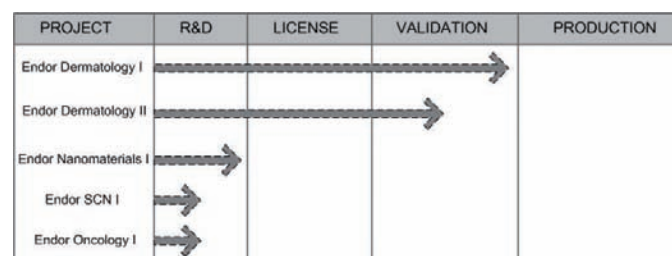 PROJECT R&D LICENSE VALIDATION PRODUCTION
Endor Dermatology I
Endor Dermatology II
Endor Nanomaterials I
Endor SCN I
Endor Oncology I